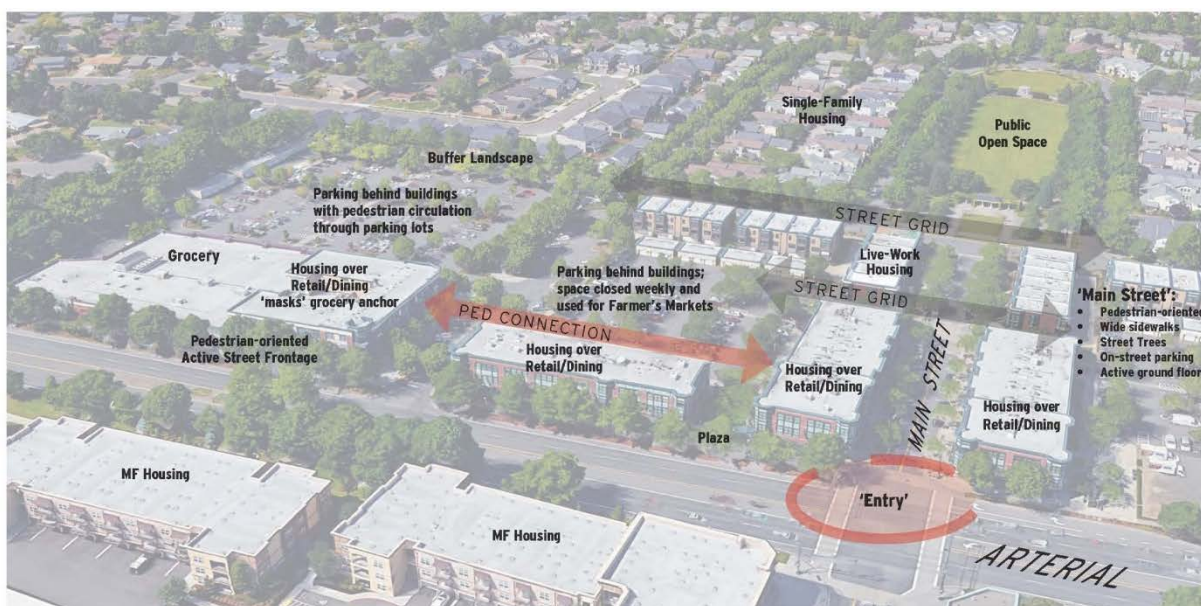 Single-Family
Housing
Public
Open Space
Buffer Landscape
Parking behind buildings
with pedestrian circulation
through parking lots
STREET GRID
Grocery
Housing over
Retail/Dining
'masks' grocery anchor
Live-Work
Housing
Parking behind buildings;
space closed weekly and
used for Farmer's Markets
STREET GRID
'Main Street':
• Pedestrian-oriented
• Wide sidewalks
• Street Trees
• On-street parking
• Active ground floor
PED CONNECTION
Pedestrian-oriented
Active Street Frontage
Housing over
Retail/Dining
Housing over
Retail/Dining
MAIN STREET
Housing over
Retail/Dining
Plaza
MF Housing
'Entry'
MF Housing
ARTERIAL